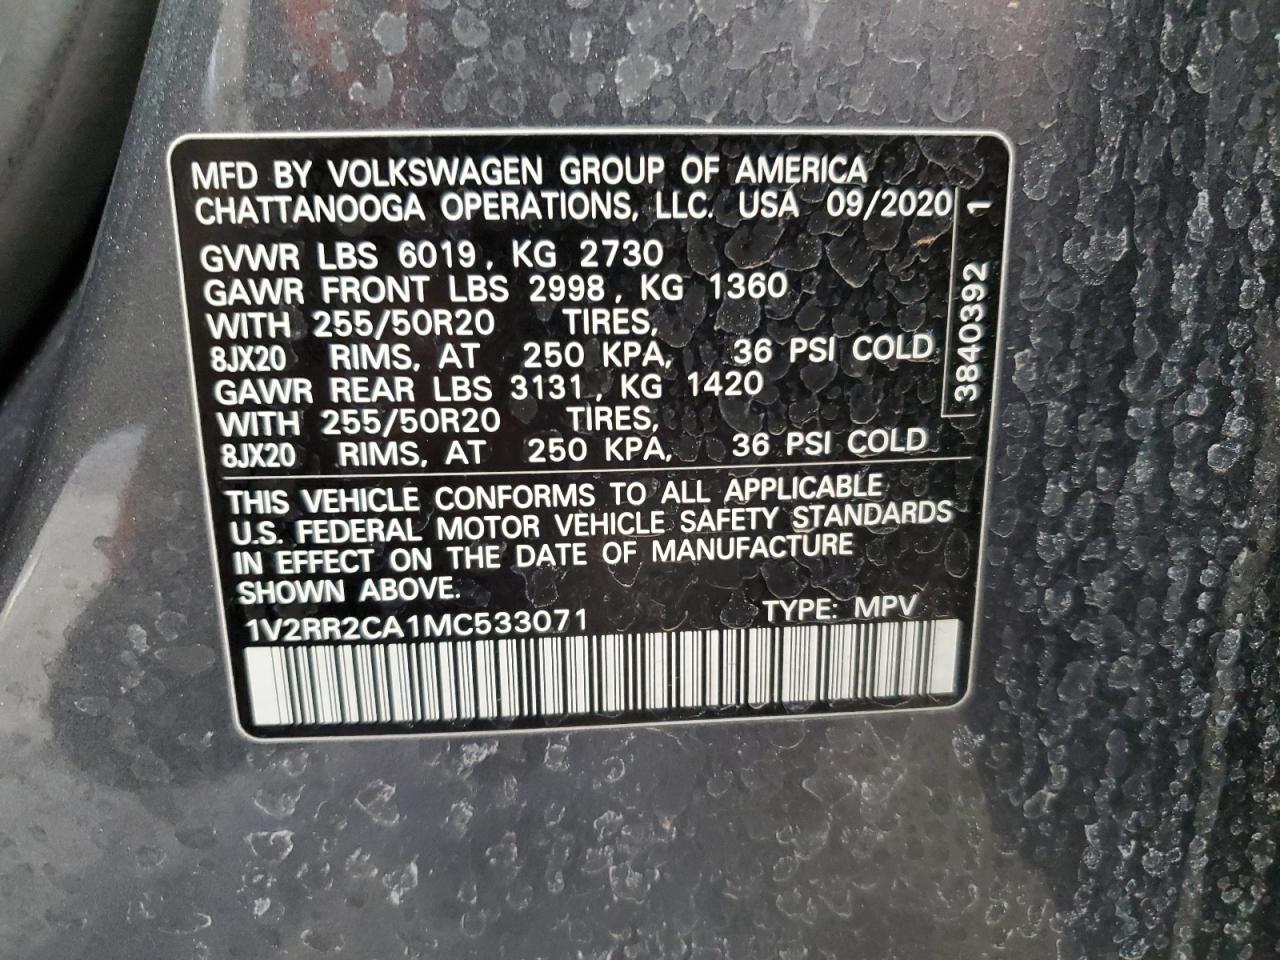 MFD BY VOLKSWAGEN GROUP OF AMERICA
CHATTANOOGA OPERATIONS, LLC. USA 09/2020
GVWR LBS 6019, KG 2730
GAWR FRONT LBS 2998, KG 1360
WITH 255/50R20 TIRES,
8JX20 RIMS, AT 250 KPA, 36 PSI COLD
GAWR REAR LBS 3131, KG 1420
WITH 255/50R20 TIRES,
8JX20 RIMS, AT 250 KPA, 36 PSI COLD
3840392 1
THIS VEHICLE CONFORMS TO ALL APPLICABLE
U.S. FEDERAL MOTOR VEHICLE SAFETY STANDARDS
IN EFFECT ON THE DATE OF MANUFACTURE
SHOWN ABOVE.
1V2RR2CA1MC533071 TYPE: MPV